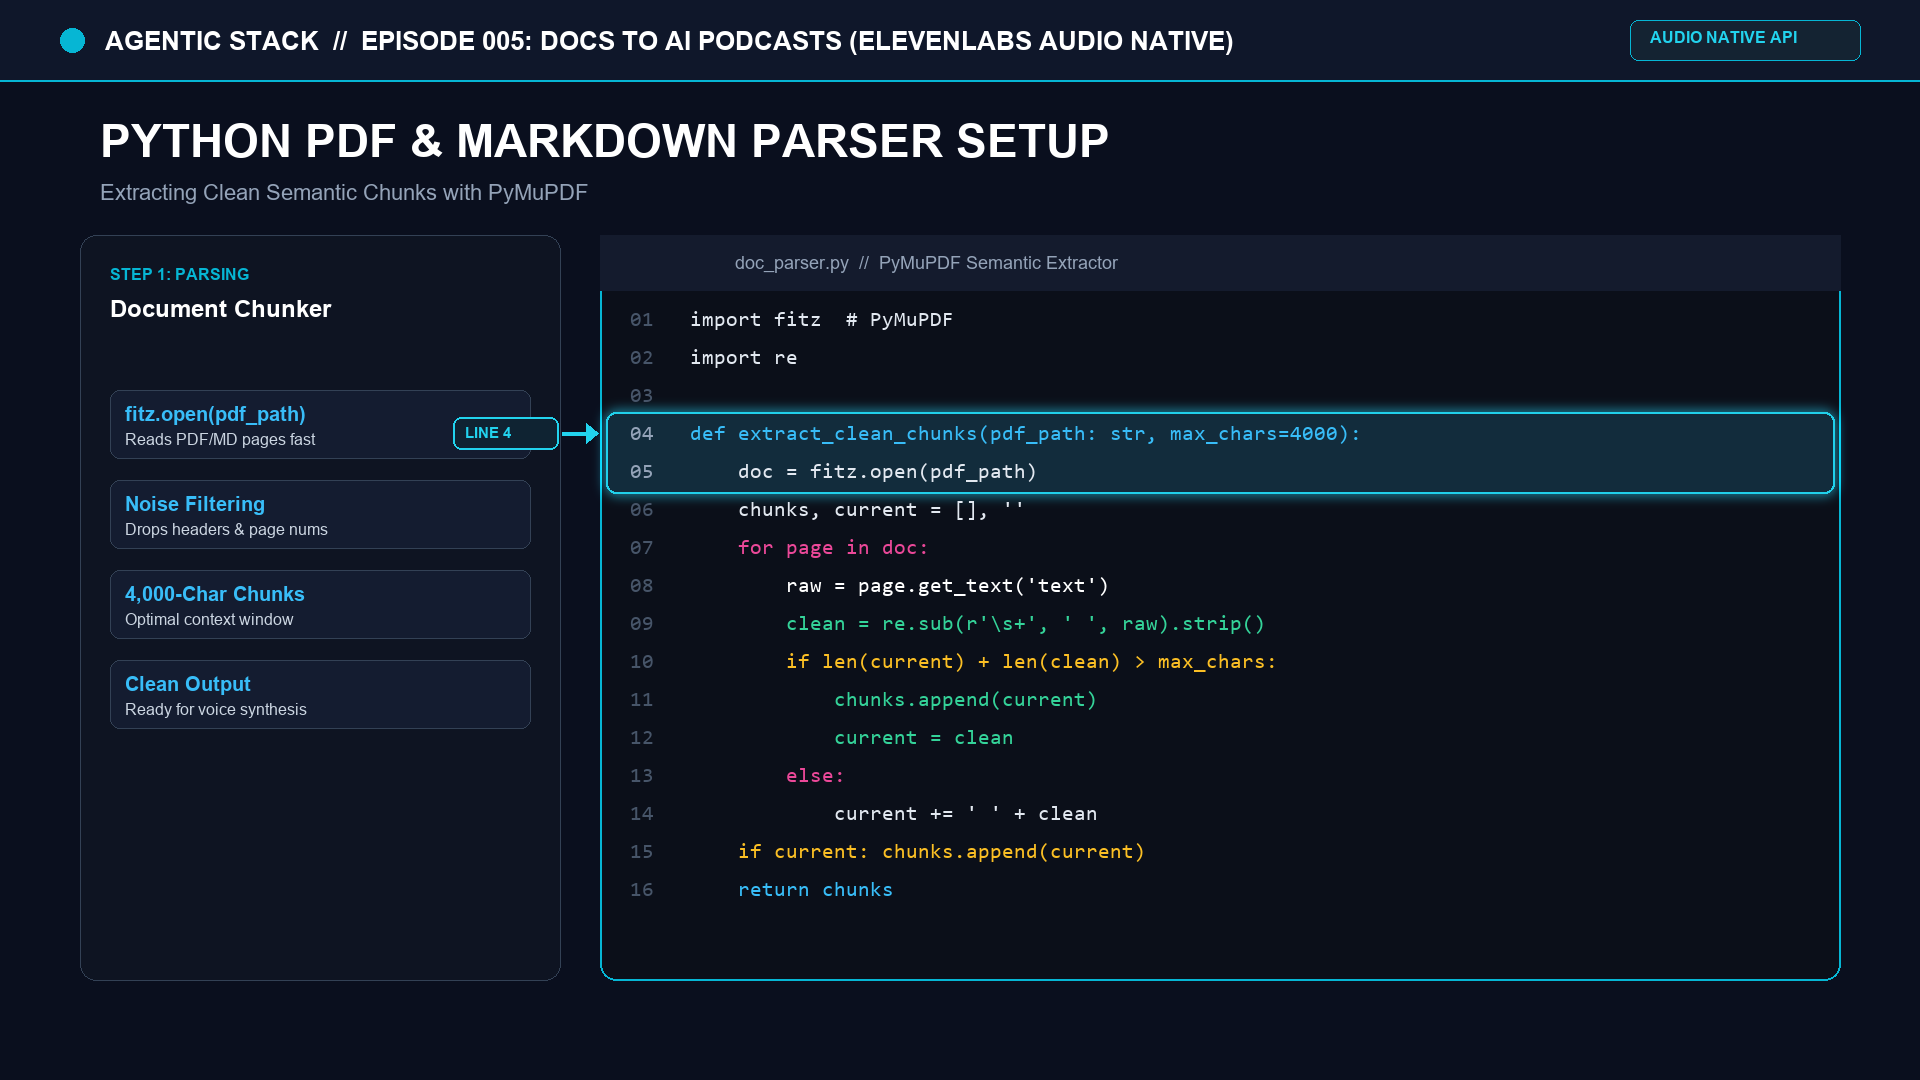 AGENTIC STACK // EPISODE 005: DOCS TO AI PODCASTS (ELEVENLABS AUDIO NATIVE)
AUDIO NATIVE API
PYTHON PDF & MARKDOWN PARSER SETUP
Extracting Clean Semantic Chunks with PyMuPDF
STEP 1: PARSING
Document Chunker
fitz.open(pdf_path)
Reads PDF/MD pages fast
LINE 4
Noise Filtering
Drops headers & page nums
4,000-Char Chunks
Optimal context window
Clean Output
Ready for voice synthesis
doc_parser.py // PyMuPDF Semantic Extractor
01 import fitz  # PyMuPDF
02 import re
03
04 def extract_clean_chunks(pdf_path: str, max_chars=4000):
05     doc = fitz.open(pdf_path)
06     chunks, current = [], ''
07     for page in doc:
08         raw = page.get_text('text')
09         clean = re.sub(r'\s+', ' ', raw).strip()
10         if len(current) + len(clean) > max_chars:
11             chunks.append(current)
12             current = clean
13         else:
14             current += ' ' + clean
15     if current: chunks.append(current)
16     return chunks